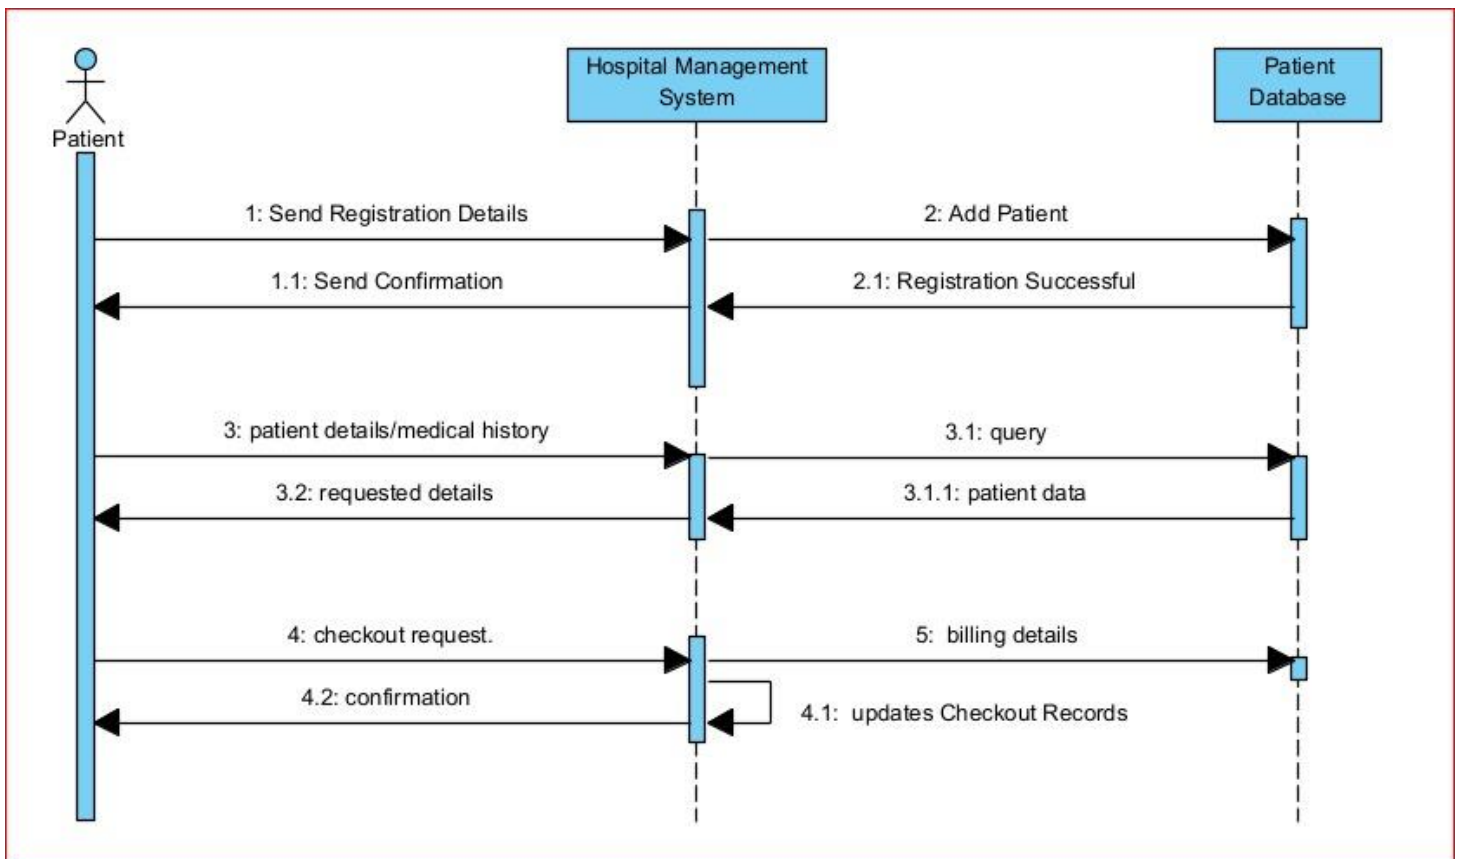 Hospital Management
System
Patient
Database
Patient
1: Send Registration Details
2: Add Patient
1.1: Send Confirmation
2.1: Registration Successful
3: patient details/medical history
3.1: query
3.2: requested details
3.1.1: patient data
4: checkout request.
5:  billing details
4.2: confirmation
4.1:  updates Checkout Records